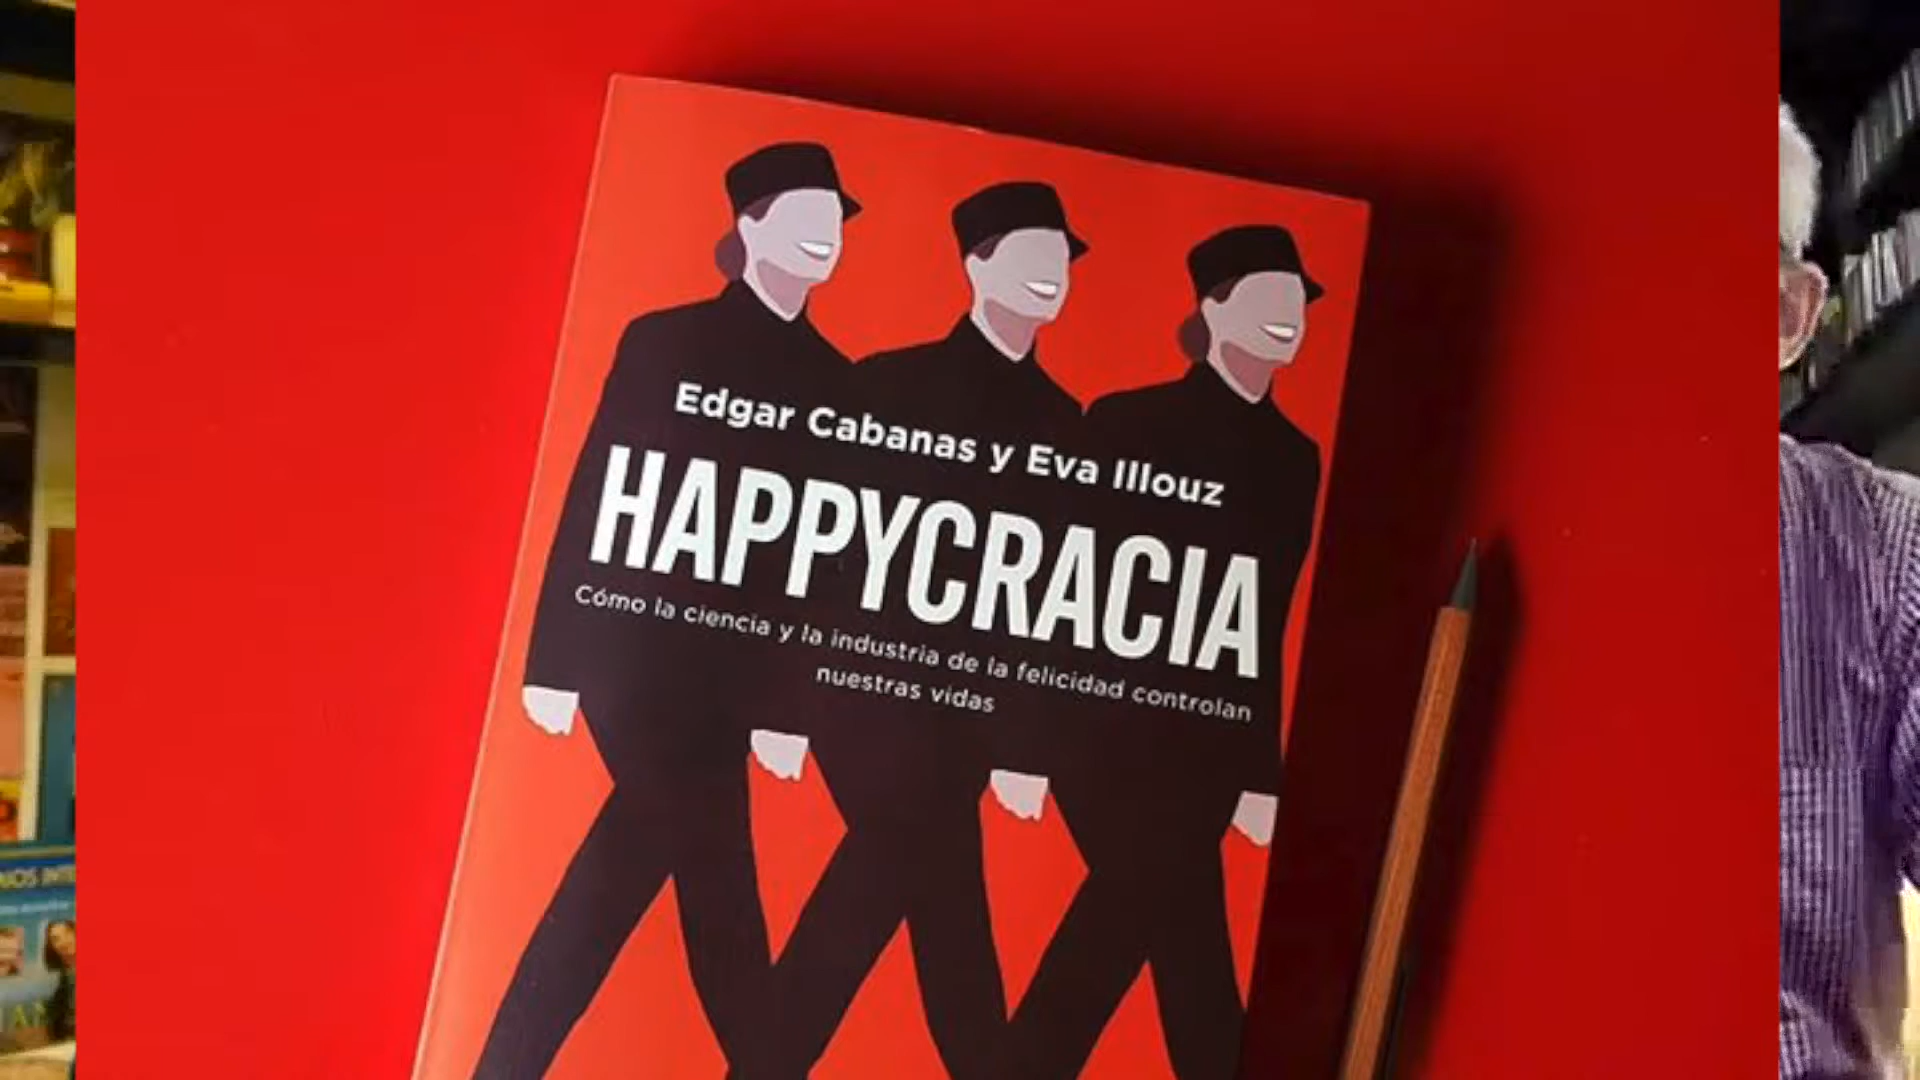 Edgar Cabanas y Eva Illouz
HAPPYCRACIA
Cómo la ciencia y la industria de la felicidad controlan
nuestras vidas